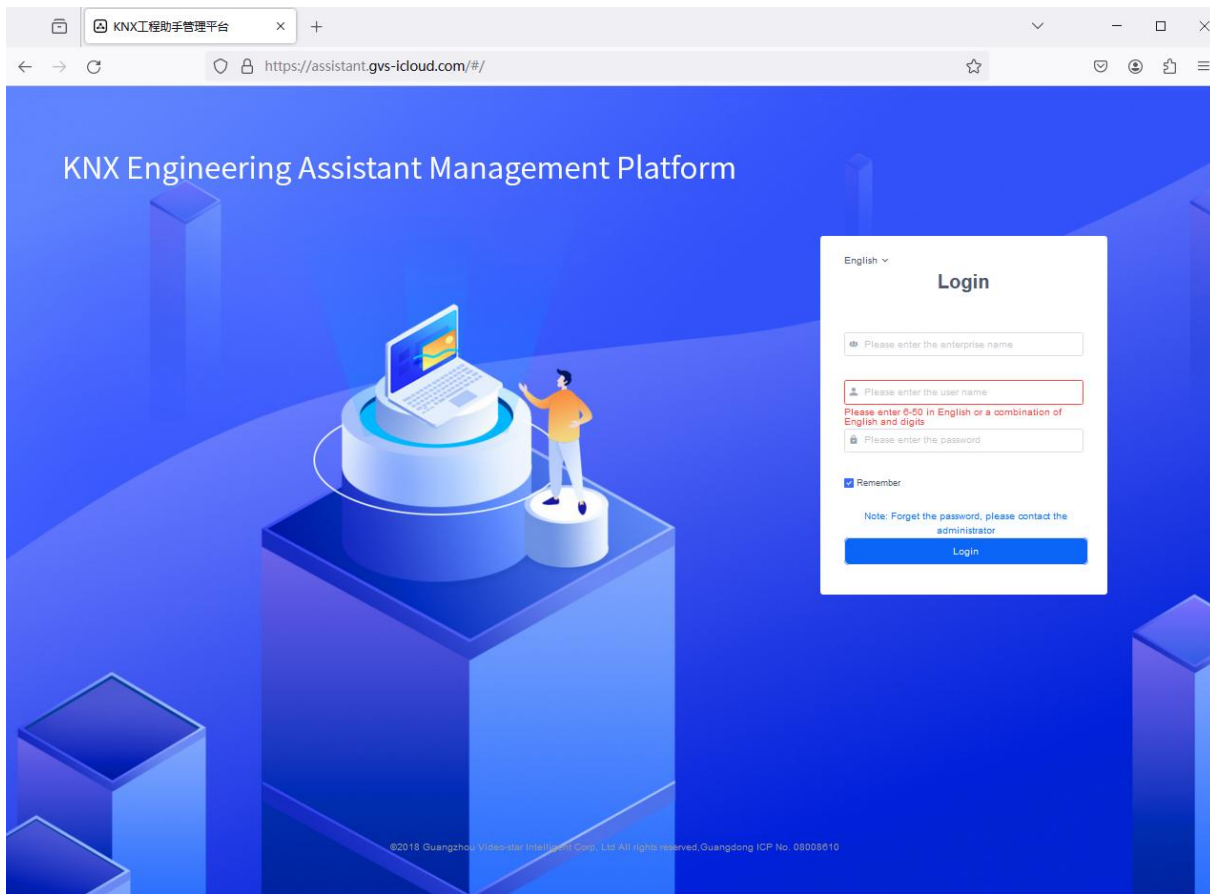 KNX工程助手管理平台
https://assistant.gvs-icloud.com/#/
KNX Engineering Assistant Management Platform
English
Login
Please enter the enterprise name
Please enter the user name
Please enter 6-50 in English or a combination of
English and digits
Please enter the password
Remember
Note: Forget the password, please contact the
administrator
Login
©2018 Guangzhou Video-star Intelligent Corp, Ltd All rights reserved,Guangdong ICP No. 08008610